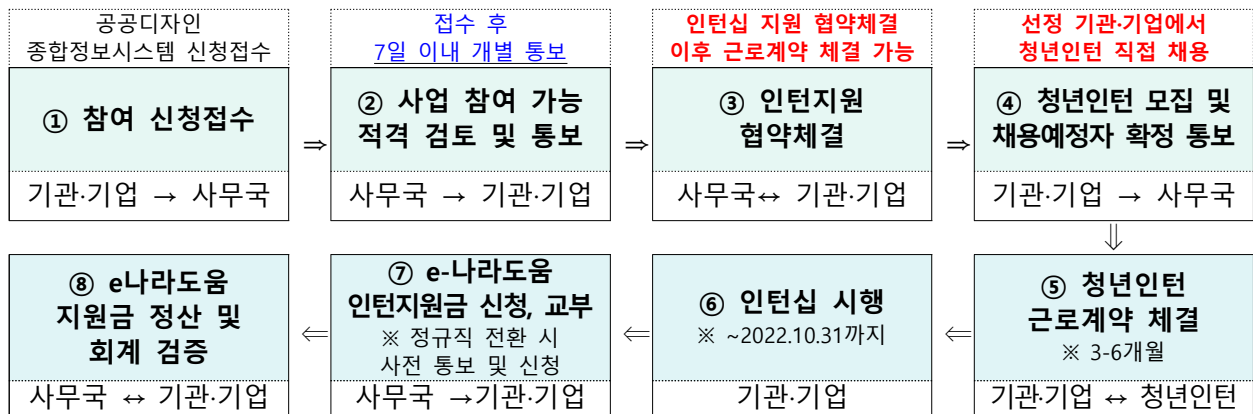 공공디자인
종합정보시스템 신청접수
① 참여 신청접수
기관·기업 → 사무국
⇒
접수 후
7일 이내 개별 통보
② 사업 참여 가능
적격 검토 및 통보
사무국 → 기관·기업
⇒
인턴십 지원 협약체결
이후 근로계약 체결 가능
③ 인턴지원
협약체결
사무국↔ 기관·기업
⇒
선정 기관·기업에서
청년인턴 직접 채용
④ 청년인턴 모집 및
채용예정자 확정 통보
기관·기업 → 사무국
⇓
⑤ 청년인턴
근로계약 체결
※ 3-6개월
기관·기업 ↔ 청년인턴
⇐
⑥ 인턴십 시행
※ ~2022.10.31까지
기관·기업
⇐
⑦ e-나라도움
인턴지원금 신청, 교부
※ 정규직 전환 시
사전 통보 및 신청
사무국 →기관·기업
⇐
⑧ e나라도움
지원금 정산 및
회계 검증
사무국 ↔ 기관·기업